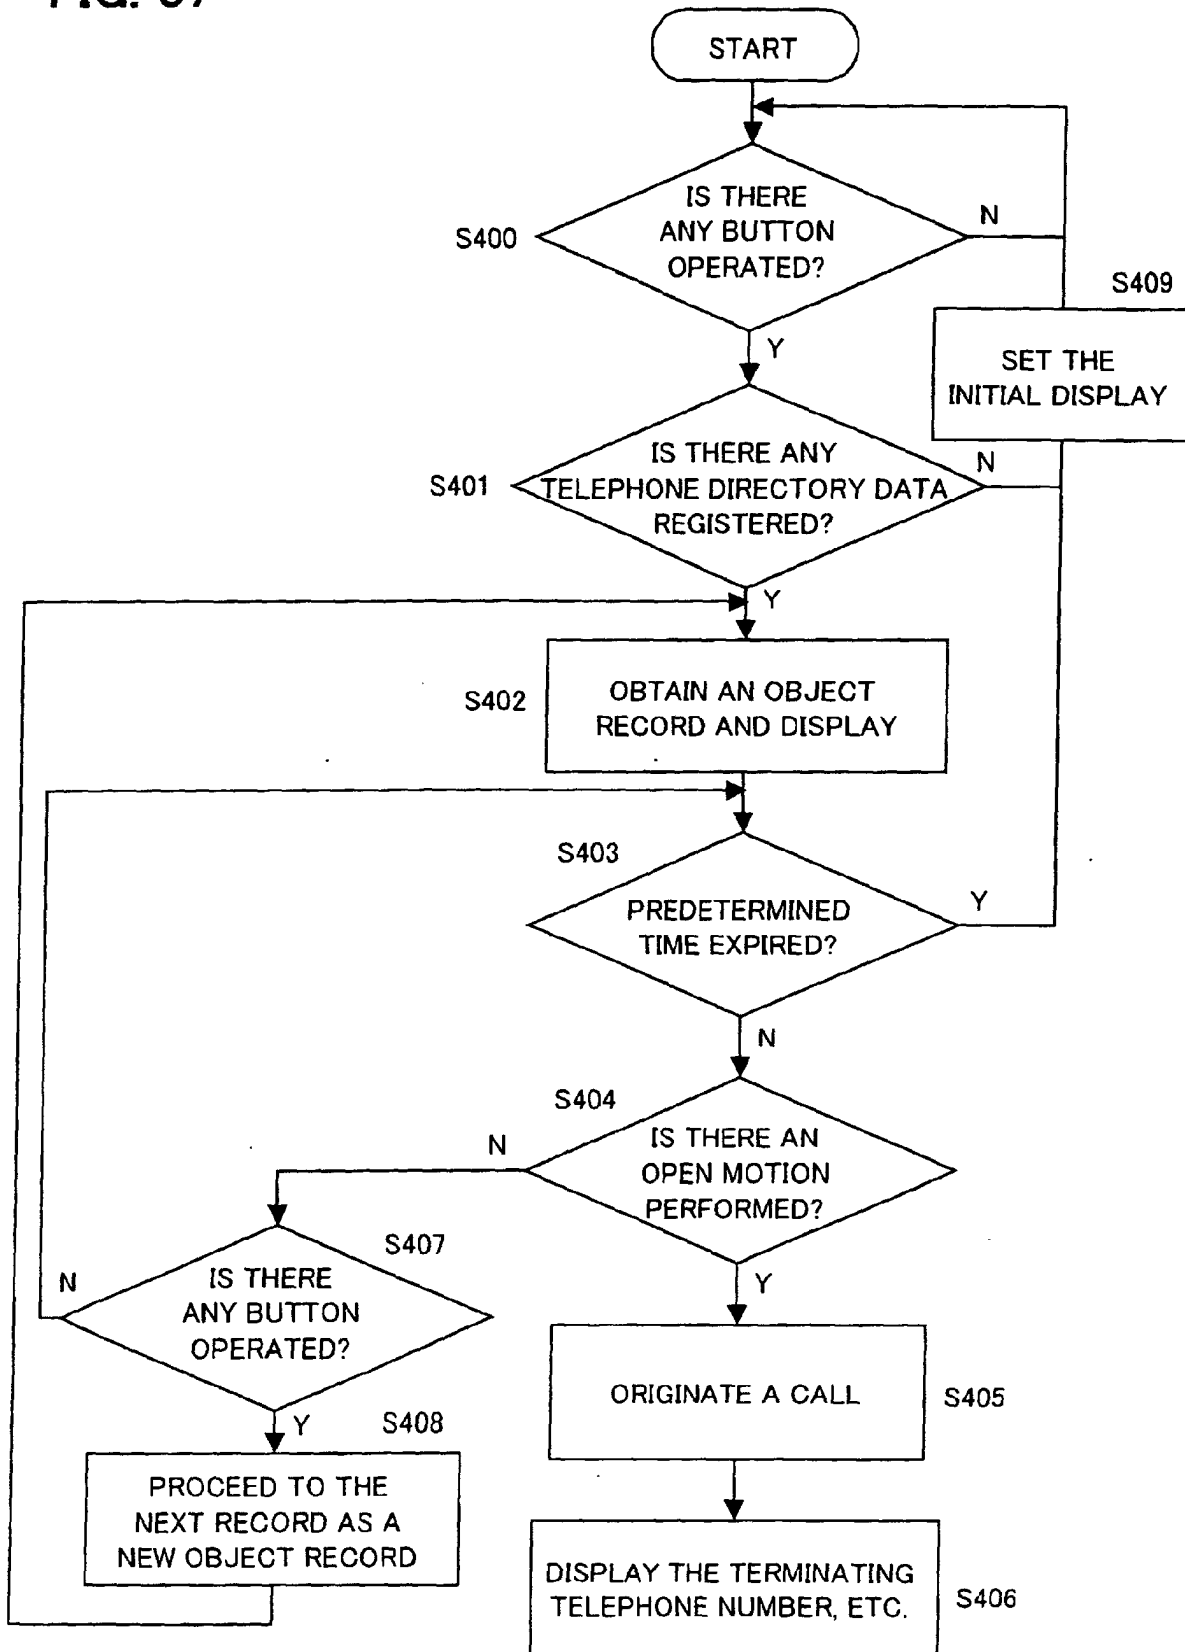 START
IS THERE
ANY BUTTON
OPERATED?
N
S400
Y
S409
SET THE
INITIAL DISPLAY
IS THERE ANY
TELEPHONE DIRECTORY DATA
REGISTERED?
N
S401
Y
OBTAIN AN OBJECT
RECORD AND DISPLAY
S402
S403
PREDETERMINED
TIME EXPIRED?
Y
N
S404
IS THERE AN
OPEN MOTION
PERFORMED?
N
Y
S407
IS THERE
ANY BUTTON
OPERATED?
N
Y
S408
PROCEED TO THE
NEXT RECORD AS A
NEW OBJECT RECORD
ORIGINATE A CALL
S405
DISPLAY THE TERMINATING
TELEPHONE NUMBER, ETC.
S406